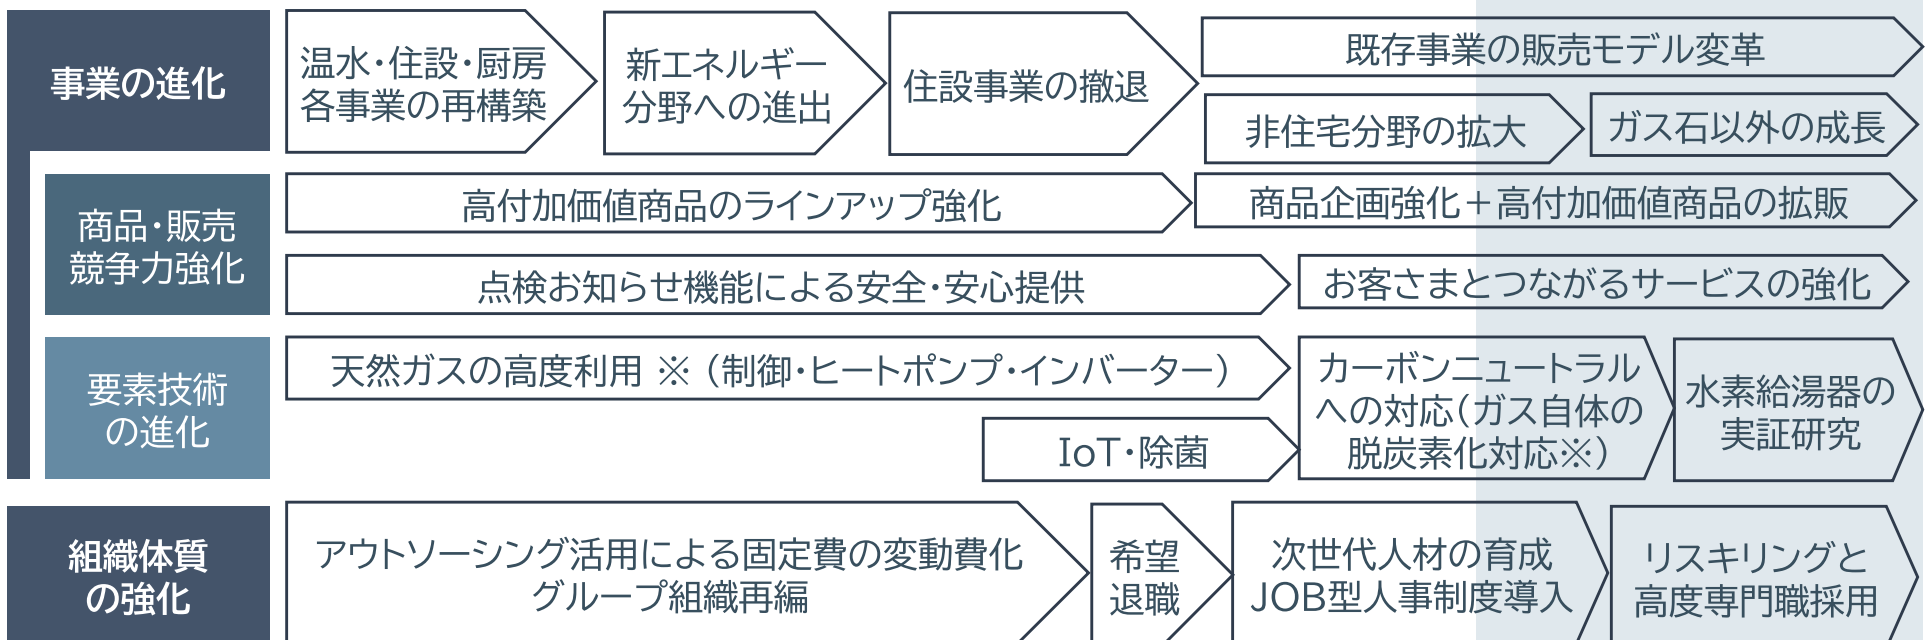 事業の進化
温水・住設・厨房
各事業の再構築
新エネルギー
分野への進出
住設事業の撤退
既存事業の販売モデル変革
非住宅分野の拡大
ガス石以外の成長
商品・販売
競争力強化
高付加価値商品のラインアップ強化
商品企画強化＋高付加価値商品の拡販
点検お知らせ機能による安全・安心提供
お客さまとつながるサービスの強化
要素技術
の進化
天然ガスの高度利用 ※（制御・ヒートポンプ・インバーター）
IoT・除菌
カーボンニュートラル
への対応（ガス自体の
脱炭素化対応※）
水素給湯器の
実証研究
組織体質
の強化
アウトソーシング活用による固定費の変動費化
グループ組織再編
希望
退職
次世代人材の育成
JOB型人事制度導入
リスキリングと
高度専門職採用